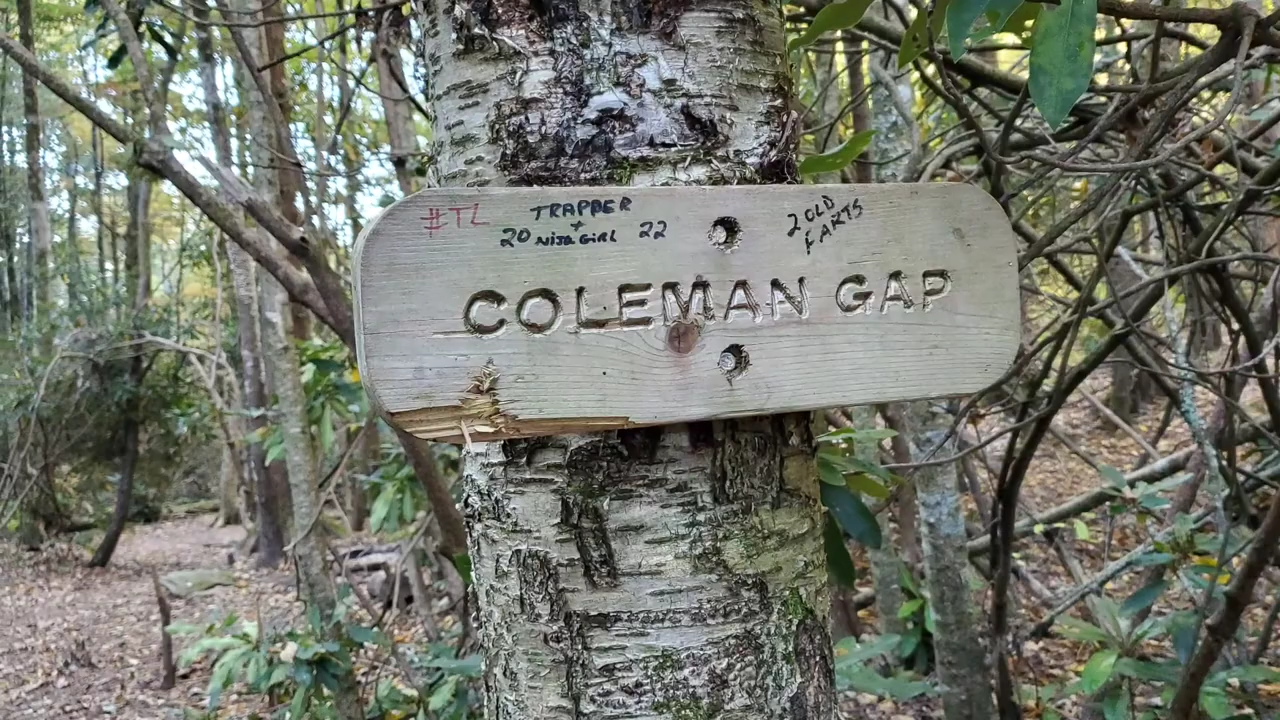 #TL
TRAPPER
+
20 NISA GIRL 22
2 OLD
FARTS
COLEMAN GAP